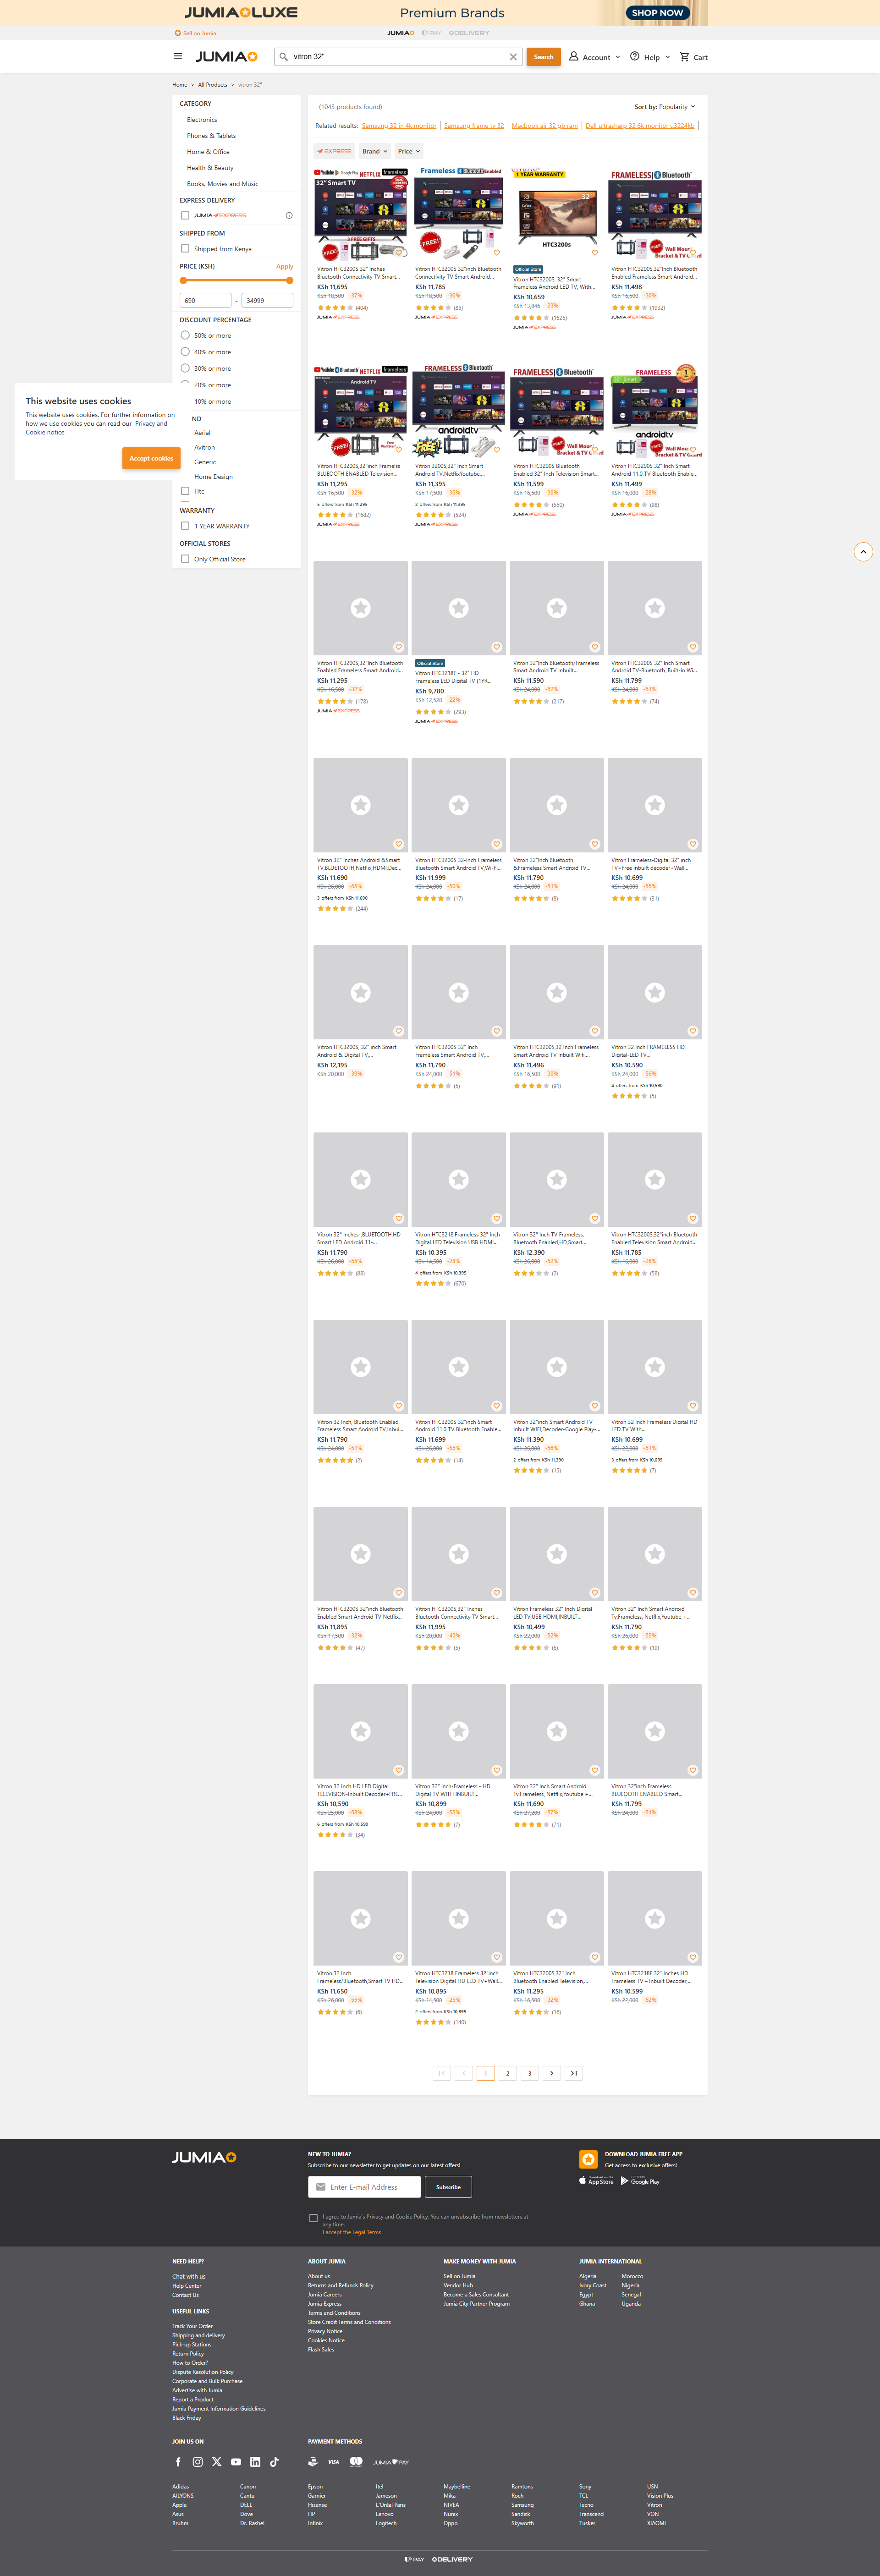 JUMIA LUXE
Premium Brands
SHOP NOW
Sell on Jumia
JUMIA
PAY
DELIVERY
JUMIA
vitron 32"
Search
Account
Help
Cart
Home > All Products > vitron 32"
CATEGORY
Electronics
Phones & Tablets
Home & Office
Health & Beauty
Books, Movies and Music
EXPRESS DELIVERY
JUMIA EXPRESS
SHIPPED FROM
Shipped from Kenya
PRICE (KSH)
Apply
690 - 34999
DISCOUNT PERCENTAGE
50% or more
40% or more
30% or more
20% or more
10% or more
ND
Aerial
Avitron
Generic
Home Design
Htc
WARRANTY
1 YEAR WARRANTY
OFFICIAL STORES
Only Official Store
This website uses cookies
This website uses cookies. For further information on
how we use cookies you can read our Privacy and
Cookie notice
Accept cookies
(1043 products found)
Sort by: Popularity
Related results: Samsung 32 in 4k monitor | Samsung frame tv 32 | Macbook air 32 gb ram | Dell ultrasharp 32 6k monitor u3224kb
EXPRESS
Brand
Price
Vitron HTC3200S 32" Inches
Bluetooth Connectivity TV Smart...
KSh 11,695
KSh 18,500 -37%
(404)
JUMIA EXPRESS
Vitron HTC3200S 32"inch Bluetooth
Connectivity TV Smart Android...
KSh 11,785
KSh 18,500 -36%
(85)
JUMIA EXPRESS
1 YEAR WARRANTY
32"
HTC3200s
Official Store
Vitron HTC3200S, 32" Smart
Frameless Android LED TV, With...
KSh 10,659
KSh 13,846 -23%
(1625)
JUMIA EXPRESS
Vitron HTC3200S,32"Inch Bluetooth
Enabled Frameless Smart Android...
KSh 11,498
KSh 16,500 -30%
(1932)
JUMIA EXPRESS
Vitron HTC3200S,32"inch Framelss
BLUEOOTH ENABLED Television...
KSh 11,295
KSh 16,500 -32%
5 offers from KSh 11,295
(1682)
JUMIA EXPRESS
Vitron 3200S,32" Inch Smart
Android TV,NetflixYoutube,...
KSh 11,395
KSh 17,500 -35%
2 offers from KSh 11,395
(524)
JUMIA EXPRESS
Vitron HTC3200S Bluetooth
Enabled 32" Inch Television Smart...
KSh 11,599
KSh 16,500 -30%
(550)
JUMIA EXPRESS
Vitron HTC3200S 32" Inch Smart
Android 11.0 TV Bluetooth Enable...
KSh 11,499
KSh 16,000 -28%
(98)
JUMIA EXPRESS
Vitron HTC3200S,32"Inch Bluetooth
Enabled Frameless Smart Android...
KSh 11,295
KSh 16,500 -32%
(178)
JUMIA EXPRESS
Official Store
Vitron HTC3218F - 32" HD
Frameless LED Digital TV (1YR...
KSh 9,780
KSh 12,528 -22%
(293)
JUMIA EXPRESS
Vitron 32"Inch Bluetooth/Frameless
Smart Android TV Inbuilt...
KSh 11,590
KSh 24,000 -52%
(217)
Vitron HTC3200S 32" Inch Smart
Android TV-Bluetooth, Built-in Wi...
KSh 11,799
KSh 24,000 -51%
(74)
Vitron 32" Inches Android &Smart
TV,BLUETOOTH,Netflix,HDMI,Dec...
KSh 11,690
KSh 26,000 -55%
3 offers from KSh 11,690
(244)
Vitron HTC3200S 32-Inch Frameless
Bluetooth Smart Android TV,Wi-Fi...
KSh 11,999
KSh 24,000 -50%
(17)
Vitron 32"Inch Bluetooth
&Frameless Smart Android TV...
KSh 11,790
KSh 24,000 -51%
(8)
Vitron Frameless-Digital 32" inch
TV+Free inbuilt decoder+Wall...
KSh 10,699
KSh 24,000 -55%
(31)
Vitron HTC3200S, 32" inch Smart
Android & Digital TV,...
KSh 12,195
KSh 20,000 -39%
Vitron HTC3200S 32" Inch
Frameless Smart Android TV,...
KSh 11,790
KSh 24,000 -51%
(5)
Vitron HTC3200S,32 Inch Frameless
Smart Android TV Inbuilt Wifi,...
KSh 11,496
KSh 16,500 -30%
(91)
Vitron 32 Inch FRAMELESS HD
Digital-LED TV...
KSh 10,590
KSh 24,000 -56%
4 offers from KSh 10,590
(5)
Vitron 32" Inches-,BLUETOOTH,HD
Smart LED Android 11-...
KSh 11,790
KSh 26,000 -55%
(88)
Vitron HTC3218,Frameless 32" Inch
Digital LED Television USB HDMI...
KSh 10,395
KSh 14,500 -28%
4 offers from KSh 10,395
(670)
Vitron 32" Inch TV Frameless,
Bluetooth Enabled,HD,Smart...
KSh 12,390
KSh 26,000 -52%
(2)
Vitron HTC3200S,32"inch Bluetooth
Enabled Television Smart Android...
KSh 11,785
KSh 16,000 -26%
(58)
Vitron 32 Inch, Bluetooth Enabled,
Frameless Smart Android TV,Inbui...
KSh 11,790
KSh 24,000 -51%
(2)
Vitron HTC3200S 32"inch Smart
Android 11.0 TV Bluetooth Enable...
KSh 11,699
KSh 26,000 -55%
(14)
Vitron 32"inch Smart Android TV
Inbuilt WIFI,Decoder-Google Play-...
KSh 11,390
KSh 26,000 -56%
2 offers from KSh 11,390
(15)
Vitron 32 Inch Frameless Digital HD
LED TV With...
KSh 10,699
KSh 22,000 -51%
3 offers from KSh 10,699
(7)
Vitron HTC3200S 32"inch Bluetooth
Enabled Smart Android TV. Netflix...
KSh 11,895
KSh 17,500 -32%
(47)
Vitron HTC3200S,32" Inches
Bluetooth Connectivity TV Smart...
KSh 11,995
KSh 20,000 -40%
(5)
Vitron Frameless 32" Inch Digital
LED TV,USB·HDMI,INBUILT...
KSh 10,499
KSh 22,000 -52%
(6)
Vitron 32" Inch Smart Android
Tv,Frameless, Netflix,Youtube +...
KSh 11,790
KSh 26,000 -55%
(19)
Vitron 32 Inch HD LED Digital
TELEVISION-Inbuilt Decoder+FRE...
KSh 10,590
KSh 25,000 -58%
6 offers from KSh 10,590
(34)
Vitron 32" inch-Frameless - HD
Digital TV WITH INBUILT...
KSh 10,899
KSh 24,000 -55%
(7)
Vitron 32" Inch Smart Android
Tv,Frameless, Netflix,Youtube +...
KSh 11,690
KSh 27,200 -57%
(71)
Vitron 32"inch Frameless
BLUEOOTH ENABLED Smart...
KSh 11,799
KSh 24,000 -51%
Vitron 32 Inch
Frameless/Bluetooth,Smart TV HD...
KSh 11,650
KSh 26,000 -55%
(6)
Vitron HTC3218 Frameless 32"inch
Television Digital HD LED TV+Wall...
KSh 10,895
KSh 14,500 -25%
2 offers from KSh 10,895
(140)
Vitron HTC3200S,32" Inch
Bluetooth Enabled Television,...
KSh 11,295
KSh 16,500 -32%
(16)
Vitron HTC3218F 32" Inches HD
Frameless TV – Inbuilt Decoder,...
KSh 10,599
KSh 22,000 -52%
1 2 3
JUMIA
NEW TO JUMIA?
Subscribe to our newsletter to get updates on our latest offers!
Enter E-mail Address
Subscribe
I agree to Jumia's Privacy and Cookie Policy. You can unsubscribe from newsletters at
any time.
I accept the Legal Terms
DOWNLOAD JUMIA FREE APP
Get access to exclusive offers!
App Store
Google Play
NEED HELP?
Chat with us
Help Center
Contact Us
USEFUL LINKS
Track Your Order
Shipping and delivery
Pick-up Stations
Return Policy
How to Order?
Dispute Resolution Policy
Corporate and Bulk Purchase
Advertise with Jumia
Report a Product
Jumia Payment Information Guidelines
Black Friday
ABOUT JUMIA
About us
Returns and Refunds Policy
Jumia Careers
Jumia Express
Terms and Conditions
Store Credit Terms and Conditions
Privacy Notice
Cookies Notice
Flash Sales
MAKE MONEY WITH JUMIA
Sell on Jumia
Vendor Hub
Become a Sales Consultant
Jumia City Partner Program
JUMIA INTERNATIONAL
Algeria
Ivory Coast
Egypt
Ghana
Morocco
Nigeria
Senegal
Uganda
JOIN US ON
PAYMENT METHODS
VISA
JUMIA PAY
Adidas
AILYONS
Apple
Asus
Bruhm
Canon
Cantu
DELL
Dove
Dr. Rashel
Epson
Garnier
Hisense
HP
Infinix
Itel
Jameson
L'Oréal Paris
Lenovo
Logitech
Maybelline
Mika
NIVEA
Nunix
Oppo
Ramtons
Roch
Samsung
Sandisk
Skyworth
Sony
TCL
Tecno
Transcend
Tusker
USN
Vision Plus
Vitron
VON
XIAOMI
PAY
DELIVERY